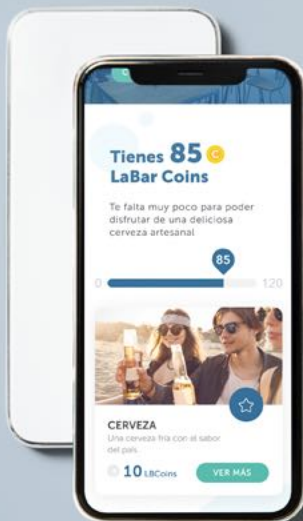 Tienes 85 C
LaBar Coins
Te falta muy poco para poder
disfrutar de una deliciosa
cerveza artesanal
85
0 120
CERVEZA
Una cerveza fría con el sabor
del país
10 LBCoins
VER MÁS